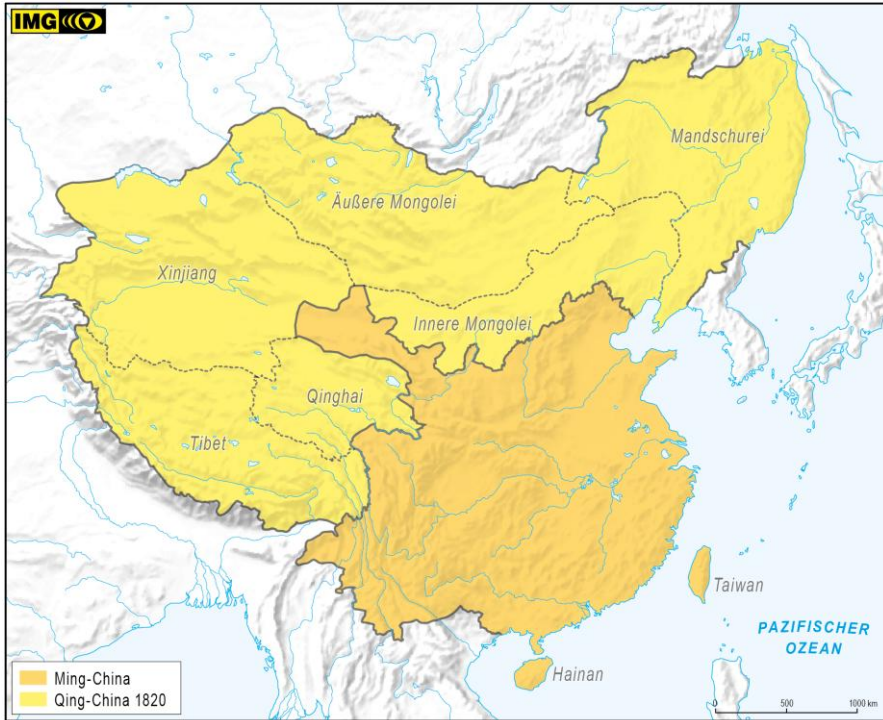 IMG
Mandschurei
Äußere Mongolei
Xinjiang
Innere Mongolei
Qinghai
Tibet
Taiwan
PAZIFISCHER
OZEAN
Hainan
Ming-China
Qing-China 1820
0 500 1000 km